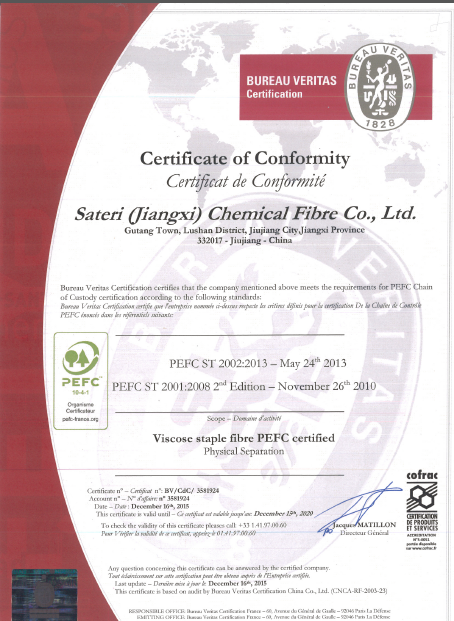 BUREAU VERITAS
Certification
BUREAU VERITAS
1828
Certificate of Conformity
Certificat de Conformité
Sateri (Jiangxi) Chemical Fibre Co., Ltd.
Gutang Town, Lushan District, Jiujiang City,Jiangxi Province
332017 - Jiujiang - China
Bureau Veritas Certification certifies that the company mentioned above meets the requirements for PEFC Chain
of Custody certification according to the following standards:
Bureau Veritas Certification certifie que l'entreprise nommée ci-dessus respecte les critères définis pour la certification De la Chaîne de Contrôle
PEFC énoncés dans les référentiels suivants:
PEFC ST 2002:2013 – May 24th 2013
PEFC ST 2001:2008 2nd Edition – November 26th 2010
PEFC
10-4-1
Organisme
Certificateur
pefc-france.org
Scope – Domaine d'activité
Viscose staple fibre PEFC certified
Physical Separation
Certificate n° – Certificat n°: BV/CdC/ 3581924
Account n° – N° d'affaire n° 3581924
Date – Date : December 16th, 2015
This certificate is valid until – Ce certificat est valable jusqu'au: December 15th, 2020
To check the validity of this certificate please call +33 1.41.97.00.60
Pour Vérifier la validité de ce certificat, appelez le 01.41.97.00.60
Jacques MATILLON
Directeur Général
cofrac
CERTIFICATION
DE PRODUITS
ET SERVICES
ACCREDITATION
portée disponible
sur www.cofrac.fr
Any question concerning this certificate can be answered by the certified company.
Tout éclaircissement sur cette certification peut être obtenu auprès de l'Entreprise certifiée.
Last update – Dernière mise à jour le December 16th, 2015
This certificate is based on audit by Bureau Veritas Certification China Co., Ltd. (CNCA-RF-2003-23)
RESPONSIBLE OFFICE: Bureau Veritas Certification France – 60, Avenue du Général de Gaulle – 92046 Paris La Défense
EMITTING OFFICE: Bureau Veritas Certification France – 60, Avenue du Général de Gaulle – 92046 Paris La Défense